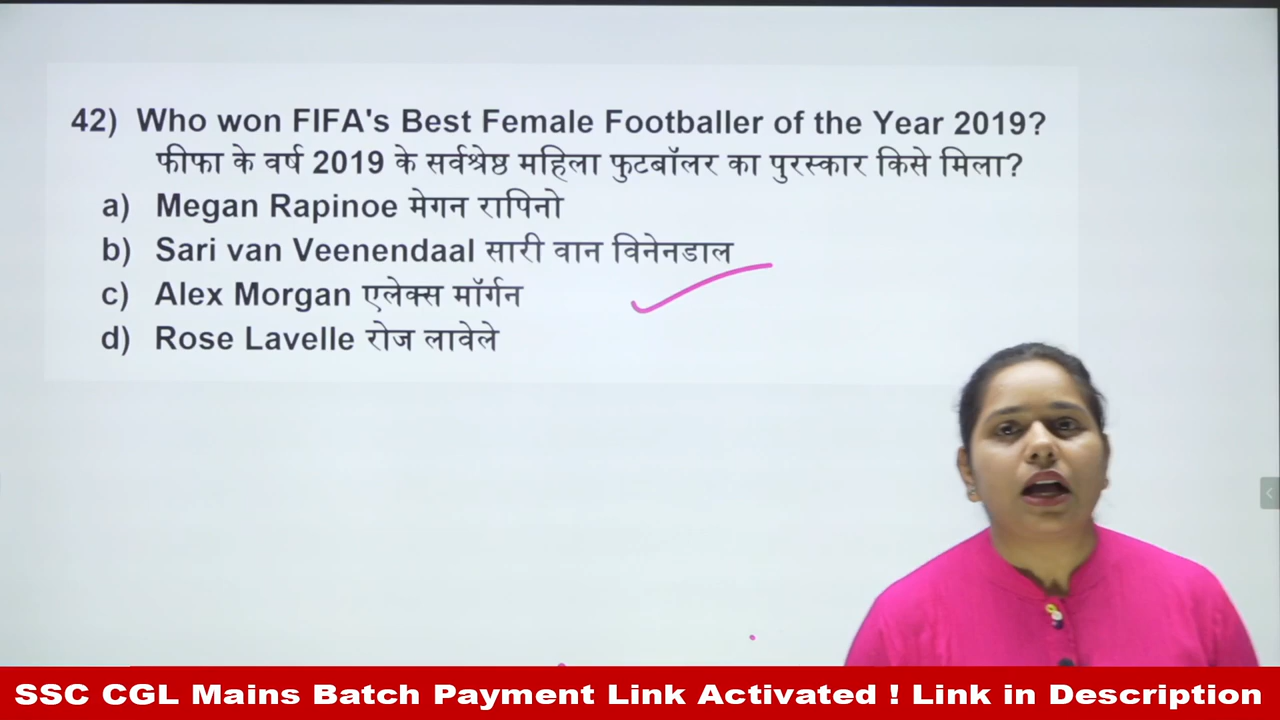 42) Who won FIFA's Best Female Footballer of the Year 2019?
फीफा के वर्ष 2019 के सर्वश्रेष्ठ महिला फुटबॉलर का पुरस्कार किसे मिला?
a) Megan Rapinoe मेगन रापिनो
b) Sari van Veenendaal सारी वान विनेनडाल
c) Alex Morgan एलेक्स मॉर्गन
d) Rose Lavelle रोज लावेले
SSC CGL Mains Batch Payment Link Activated ! Link in Description